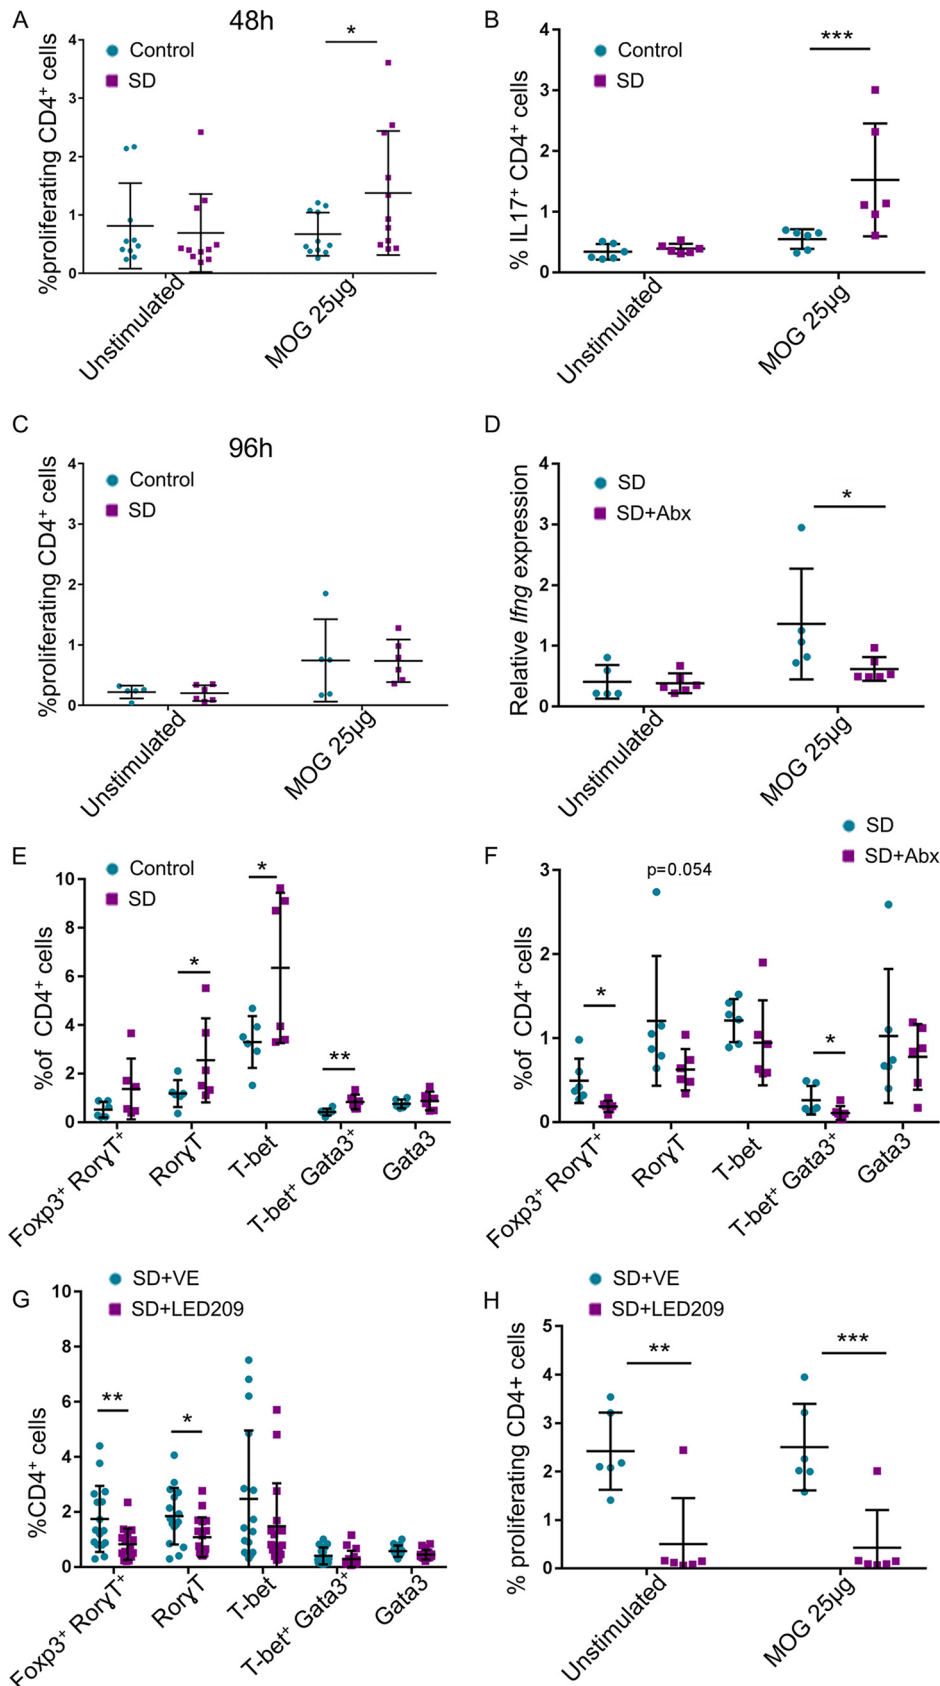 A
48h
%proliferating CD4⁺ cells
4
3
2
1
0
Control
SD
*
Unstimulated
MOG 25µg
B
% IL17⁺ CD4⁺ cells
4
3
2
1
0
Control
SD
***
Unstimulated
MOG 25µg
C
96h
%proliferating CD4⁺ cells
4
3
2
1
0
Control
SD
Unstimulated
MOG 25µg
D
Relative Ifng expression
4
3
2
1
0
SD
SD+Abx
*
Unstimulated
MOG 25µg
E
%of CD4⁺ cells
10
8
6
4
2
0
Control
SD
*
*
**
Foxp3⁺ RorɣT⁺
RorɣT
T-bet
T-bet⁺ Gata3⁺
Gata3
F
%of CD4⁺ cells
3
2
1
0
SD
SD+Abx
p=0.054
*
*
Foxp3⁺ RorɣT⁺
RorɣT
T-bet
T-bet⁺ Gata3⁺
Gata3
G
%CD4⁺ cells
10
8
6
4
2
0
SD+VE
SD+LED209
**
*
Foxp3⁺ RorɣT⁺
RorɣT
T-bet
T-bet⁺ Gata3⁺
Gata3
H
% proliferating CD4+ cells
5
4
3
2
1
0
SD+VE
SD+LED209
**
***
Unstimulated
MOG 25µg